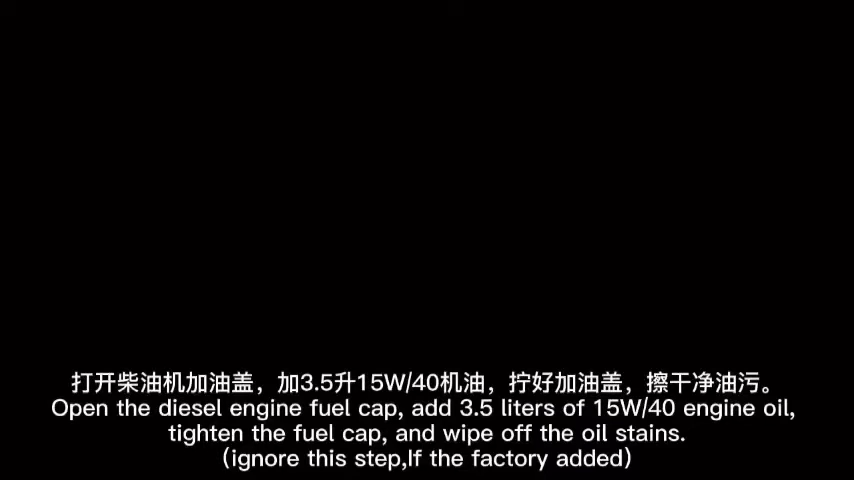 打开柴油机加油盖，加3.5升15W/40机油，拧好加油盖，擦干净油污。
Open the diesel engine fuel cap, add 3.5 liters of 15W/40 engine oil,
tighten the fuel cap, and wipe off the oil stains.
（ignore this step,If the factory added）